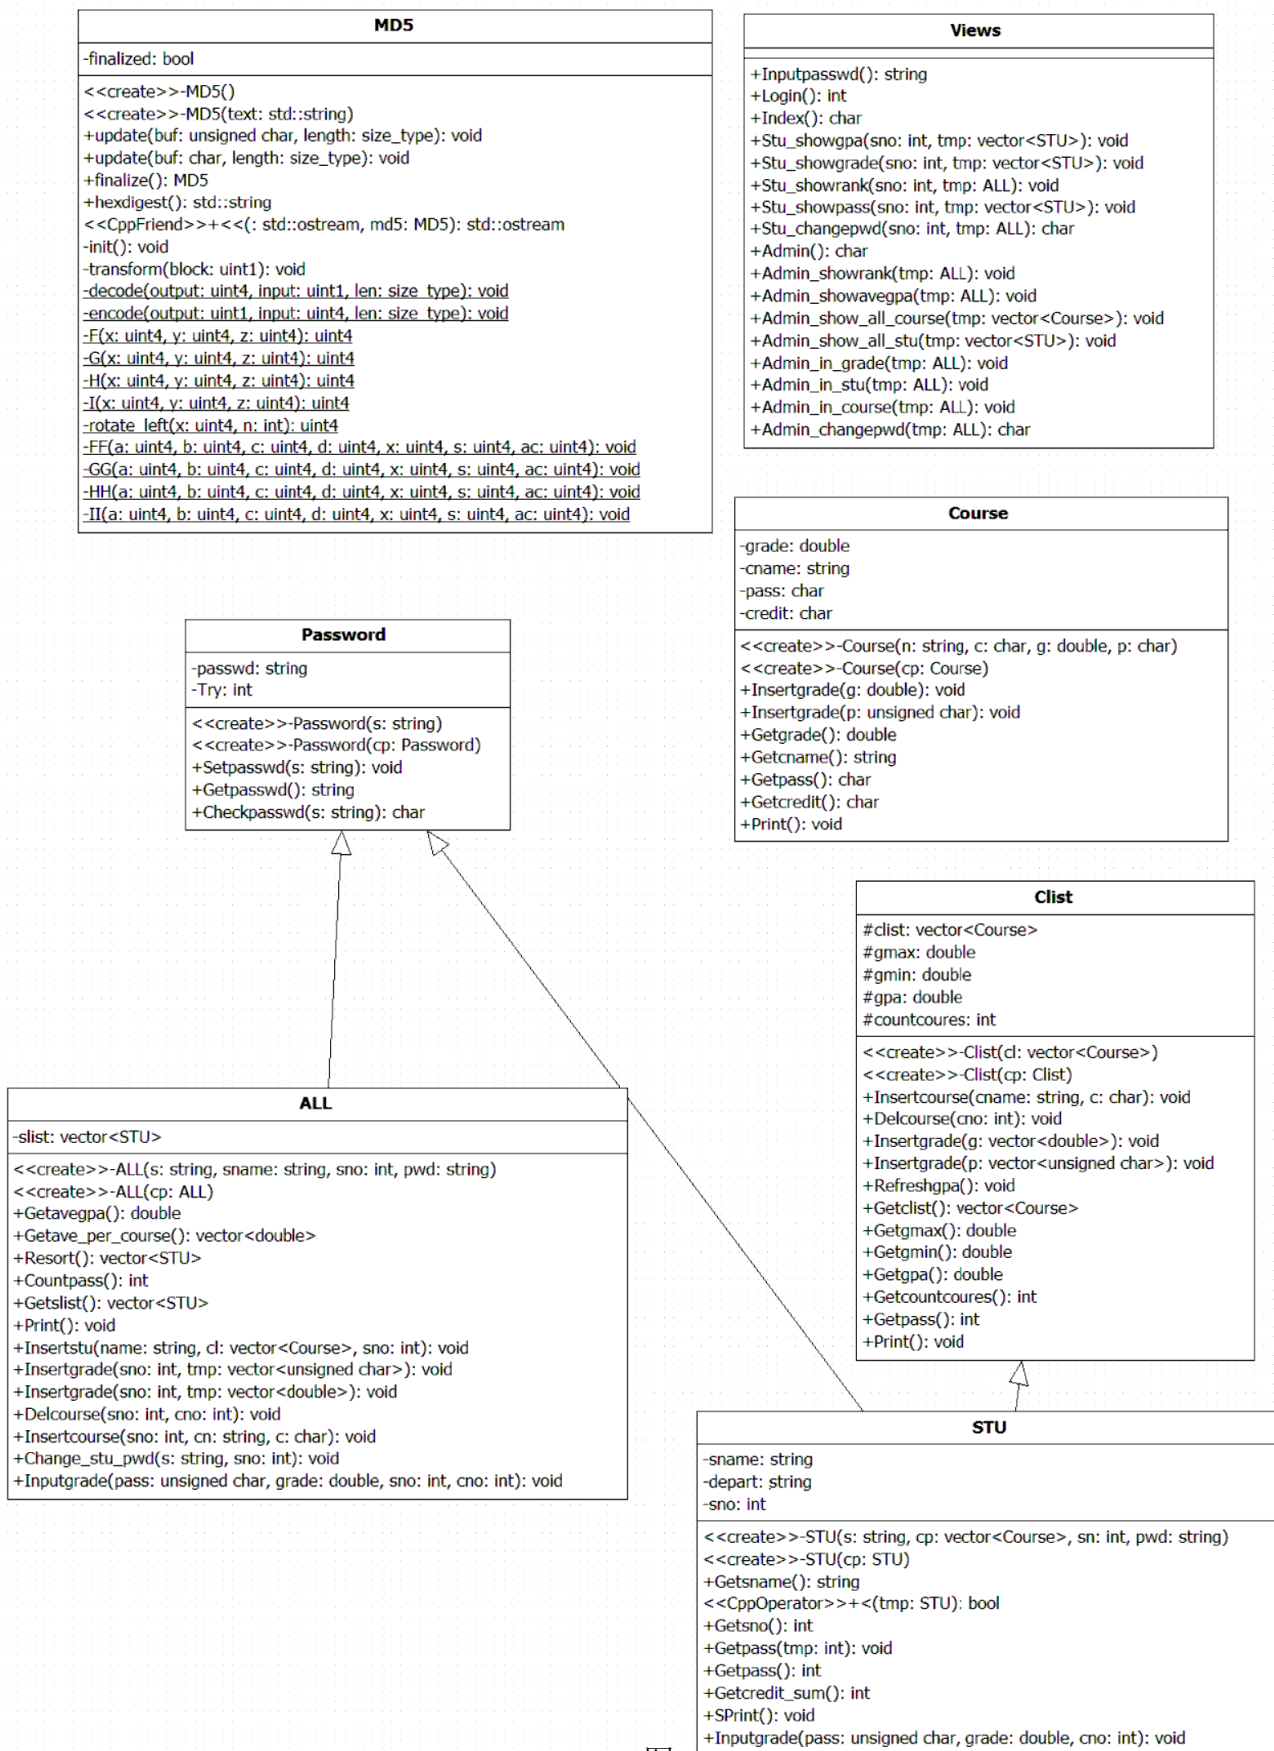 MD5
-finalized: bool
<<create>>-MD5()
<<create>>-MD5(text: std::string)
+update(buf: unsigned char, length: size_type): void
+update(buf: char, length: size_type): void
+finalize(): MD5
+hexdigest(): std::string
<<CppFriend>>+<<(: std::ostream, md5: MD5): std::ostream
-init(): void
-transform(block: uint1): void
-decode(output: uint4, input: uint1, len: size_type): void
-encode(output: uint1, input: uint4, len: size_type): void
-F(x: uint4, y: uint4, z: uint4): uint4
-G(x: uint4, y: uint4, z: uint4): uint4
-H(x: uint4, y: uint4, z: uint4): uint4
-I(x: uint4, y: uint4, z: uint4): uint4
-rotate_left(x: uint4, n: int): uint4
-FF(a: uint4, b: uint4, c: uint4, d: uint4, x: uint4, s: uint4, ac: uint4): void
-GG(a: uint4, b: uint4, c: uint4, d: uint4, x: uint4, s: uint4, ac: uint4): void
-HH(a: uint4, b: uint4, c: uint4, d: uint4, x: uint4, s: uint4, ac: uint4): void
-II(a: uint4, b: uint4, c: uint4, d: uint4, x: uint4, s: uint4, ac: uint4): void
Views
+Inputpasswd(): string
+Login(): int
+Index(): char
+Stu_showgpa(sno: int, tmp: vector<STU>): void
+Stu_showgrade(sno: int, tmp: vector<STU>): void
+Stu_showrank(sno: int, tmp: ALL): void
+Stu_showpass(sno: int, tmp: vector<STU>): void
+Stu_changepwd(sno: int, tmp: ALL): char
+Admin(): char
+Admin_showrank(tmp: ALL): void
+Admin_showavegpa(tmp: ALL): void
+Admin_show_all_course(tmp: vector<Course>): void
+Admin_show_all_stu(tmp: vector<STU>): void
+Admin_in_grade(tmp: ALL): void
+Admin_in_stu(tmp: ALL): void
+Admin_in_course(tmp: ALL): void
+Admin_changepwd(tmp: ALL): char
Course
-grade: double
-cname: string
-pass: char
-credit: char
<<create>>-Course(n: string, c: char, g: double, p: char)
<<create>>-Course(cp: Course)
+Insertgrade(g: double): void
+Insertgrade(p: unsigned char): void
+Getgrade(): double
+Getcname(): string
+Getpass(): char
+Getcredit(): char
+Print(): void
Password
-passwd: string
-Try: int
<<create>>-Password(s: string)
<<create>>-Password(cp: Password)
+Setpasswd(s: string): void
+Getpasswd(): string
+Checkpasswd(s: string): char
Clist
#clist: vector<Course>
#gmax: double
#gmin: double
#gpa: double
#countcoures: int
<<create>>-Clist(cl: vector<Course>)
<<create>>-Clist(cp: Clist)
+Insertcourse(cname: string, c: char): void
+Delcourse(cno: int): void
+Insertgrade(g: vector<double>): void
+Insertgrade(p: vector<unsigned char>): void
+Refreshgpa(): void
+Getclist(): vector<Course>
+Getgmax(): double
+Getgmin(): double
+Getgpa(): double
+Getcountcoures(): int
+Getpass(): int
+Print(): void
ALL
-slist: vector<STU>
<<create>>-ALL(s: string, sname: string, sno: int, pwd: string)
<<create>>-ALL(cp: ALL)
+Getavegpa(): double
+Getave_per_course(): vector<double>
+Resort(): vector<STU>
+Countpass(): int
+Getslist(): vector<STU>
+Print(): void
+Insertstu(name: string, cl: vector<Course>, sno: int): void
+Insertgrade(sno: int, tmp: vector<unsigned char>): void
+Insertgrade(sno: int, tmp: vector<double>): void
+Delcourse(sno: int, cno: int): void
+Insertcourse(sno: int, cn: string, c: char): void
+Change_stu_pwd(s: string, sno: int): void
+Inputgrade(pass: unsigned char, grade: double, sno: int, cno: int): void
STU
-sname: string
-depart: string
-sno: int
<<create>>-STU(s: string, cp: vector<Course>, sn: int, pwd: string)
<<create>>-STU(cp: STU)
+Getsname(): string
<<CppOperator>>+<(tmp: STU): bool
+Getsno(): int
+Getpass(tmp: int): void
+Getpass(): int
+Getcredit_sum(): int
+SPrint(): void
+Inputgrade(pass: unsigned char, grade: double, cno: int): void